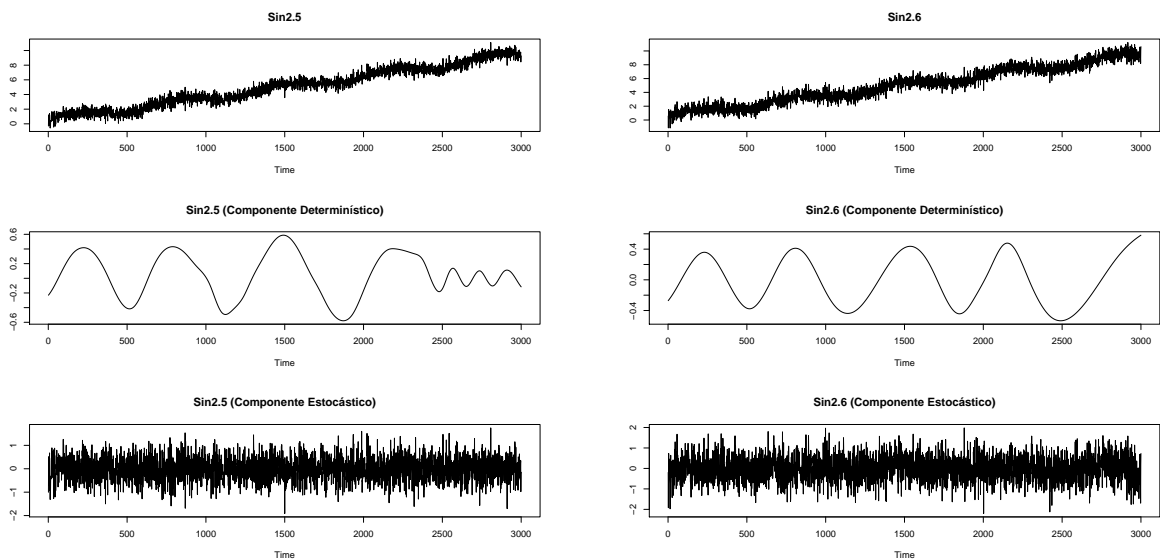 Sin2.5
0 2 4 6 8
0 500 1000 1500 2000 2500 3000
Time
Sin2.6
0 2 4 6 8
0 500 1000 1500 2000 2500 3000
Time
Sin2.5 (Componente Determinístico)
−0.6 −0.2 0.2 0.6
0 500 1000 1500 2000 2500 3000
Time
Sin2.6 (Componente Determinístico)
−0.4 0.0 0.4
0 500 1000 1500 2000 2500 3000
Time
Sin2.5 (Componente Estocástico)
−2 −1 0 1
0 500 1000 1500 2000 2500 3000
Time
Sin2.6 (Componente Estocástico)
−2 −1 0 1 2
0 500 1000 1500 2000 2500 3000
Time